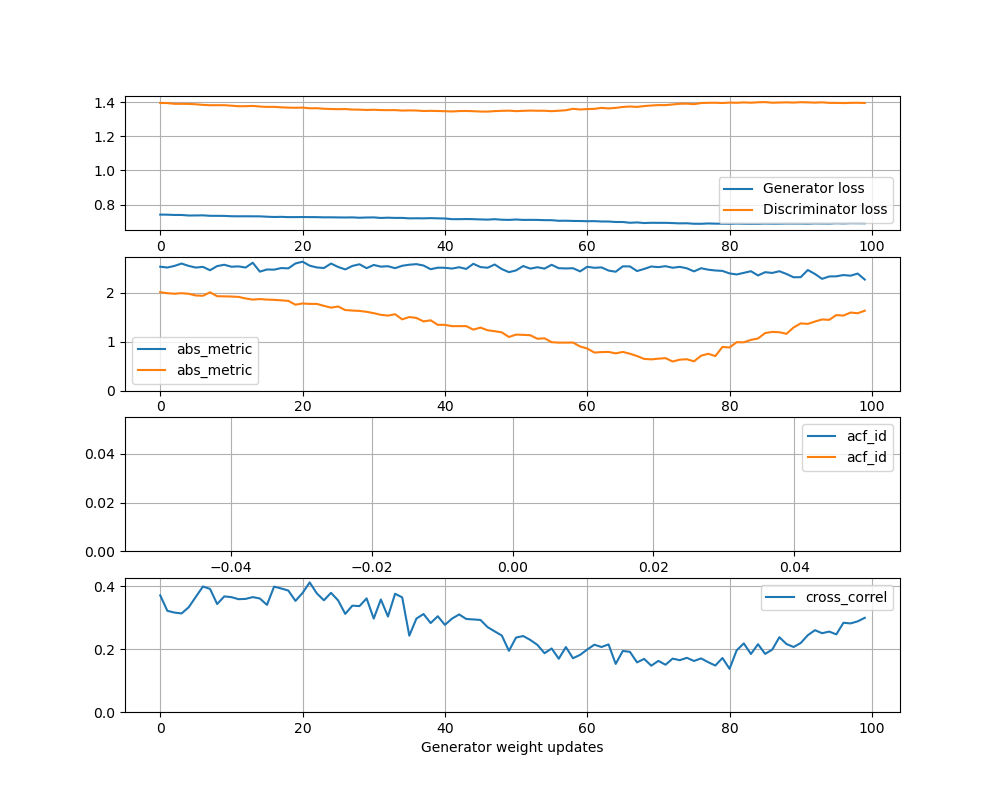 1.4
1.2
1.0
0.8
Generator loss
Discriminator loss
0 20 40 60 80 100
2
1
0
abs_metric
abs_metric
0 20 40 60 80 100
0.04
0.02
0.00
acf_id
acf_id
−0.04 −0.02 0.00 0.02 0.04
0.4
0.2
0.0
cross_correl
0 20 40 60 80 100
Generator weight updates